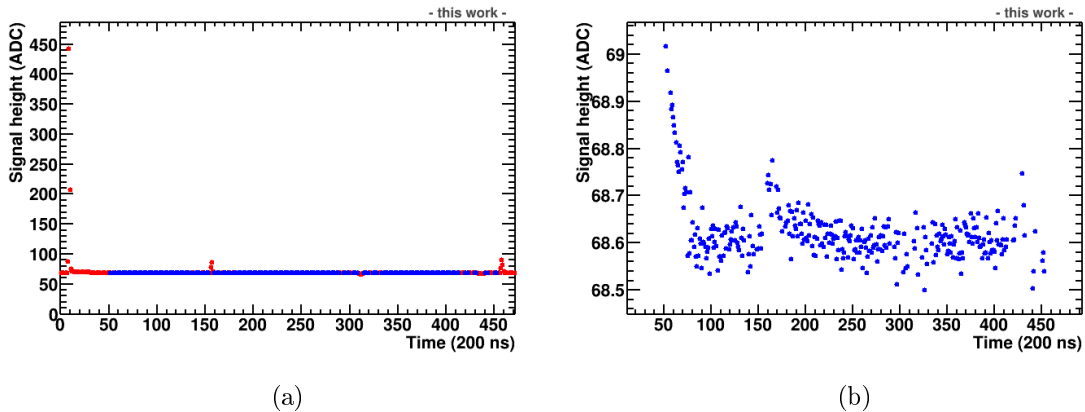 - this work -
Signal height (ADC)
450
400
350
300
250
200
150
100
50
0
0 50 100 150 200 250 300 350 400 450
Time (200 ns)
(a)
- this work -
Signal height (ADC)
69
68.9
68.8
68.7
68.6
68.5
50 100 150 200 250 300 350 400 450
Time (200 ns)
(b)